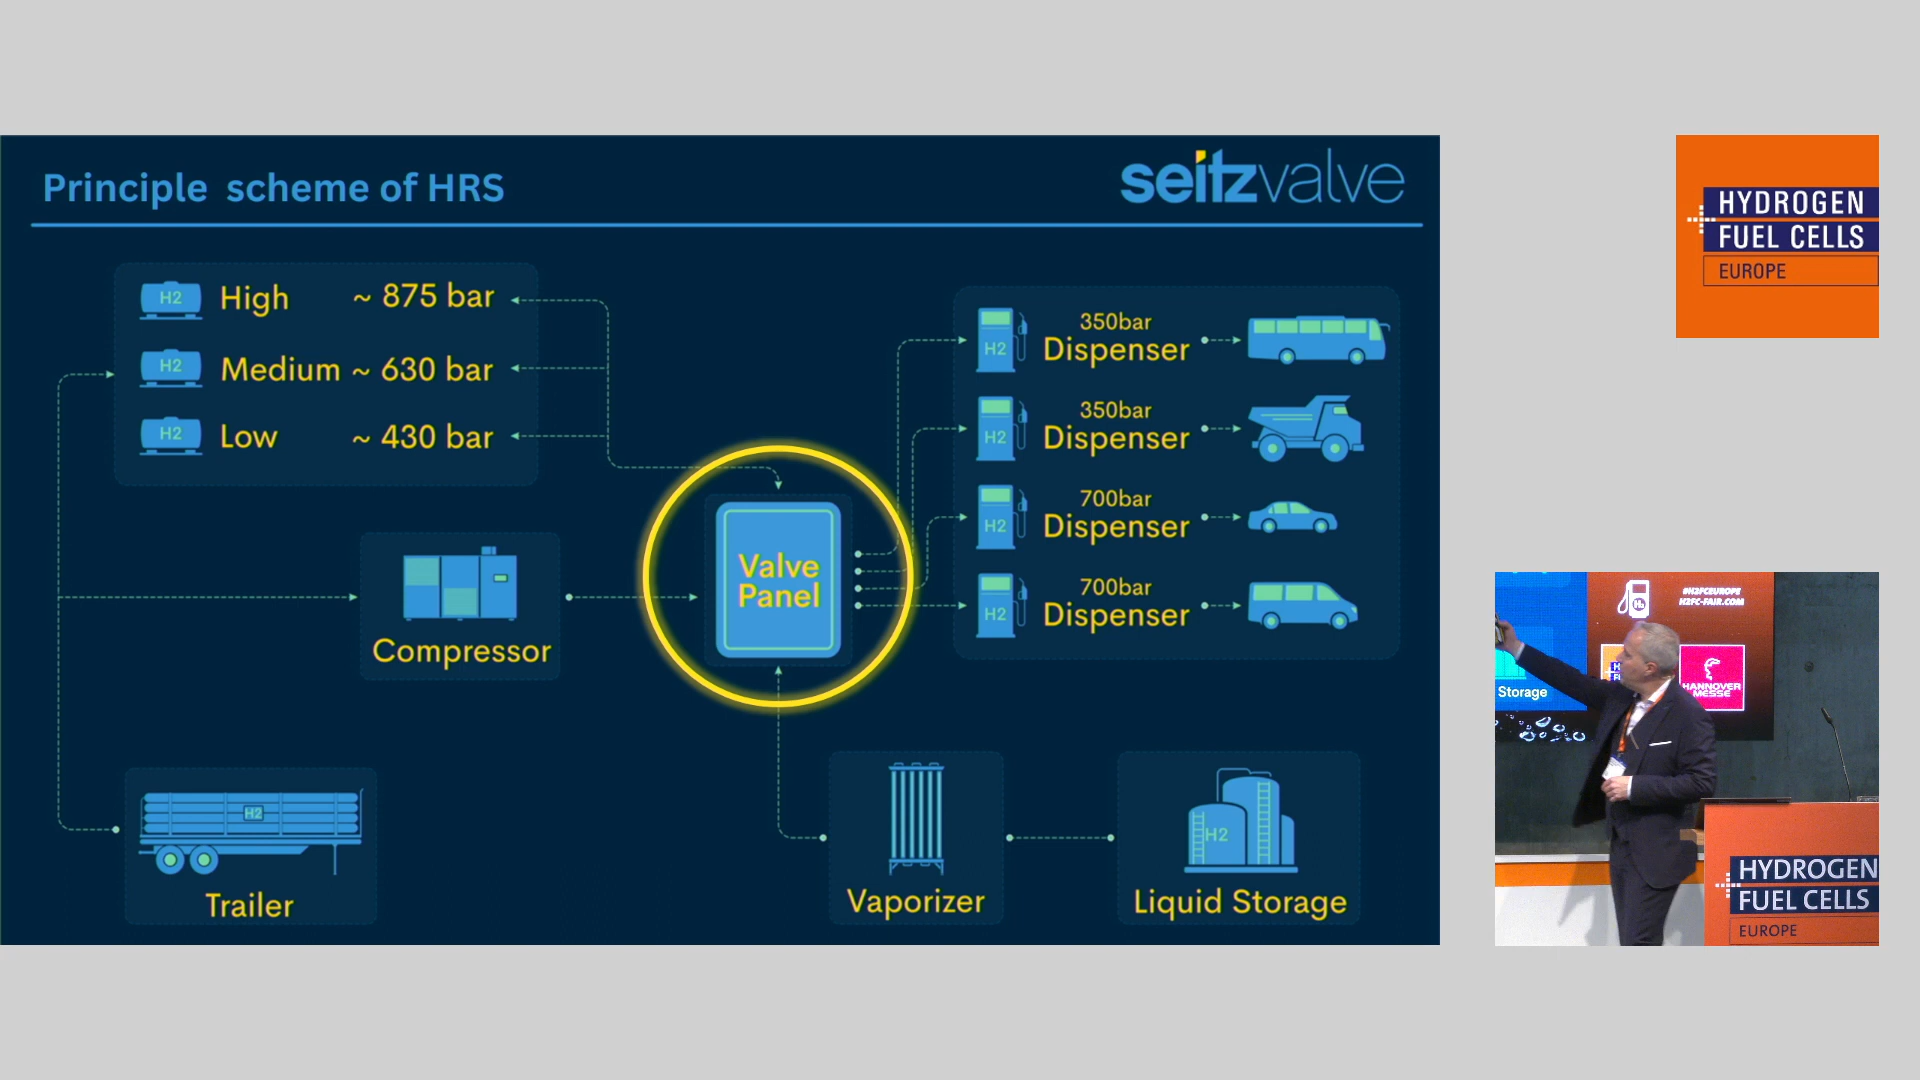 Principle scheme of HRS
seitzvalve
H2 High ~ 875 bar
H2 Medium ~ 630 bar
H2 Low ~ 430 bar
Compressor
H2
Trailer
Valve
Panel
350bar
H2 Dispenser
350bar
H2 Dispenser
700bar
H2 Dispenser
700bar
H2 Dispenser
Vaporizer
H2
Liquid Storage
HYDROGEN
FUEL CELLS
EUROPE
#H2FCEUROPE
H2FC-FAIR.COM
H2
Storage
HANNOVER
MESSE
HYDROGEN
FUEL CELLS
EUROPE